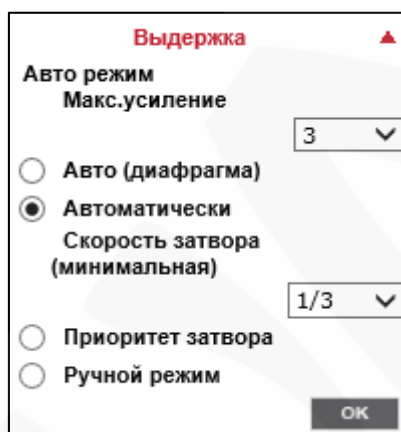 Выдержка
Авто режим
Макс.усиление
3
Авто (диафрагма)
Автоматически
Скорость затвора
(минимальная)
1/3
Приоритет затвора
Ручной режим
OK